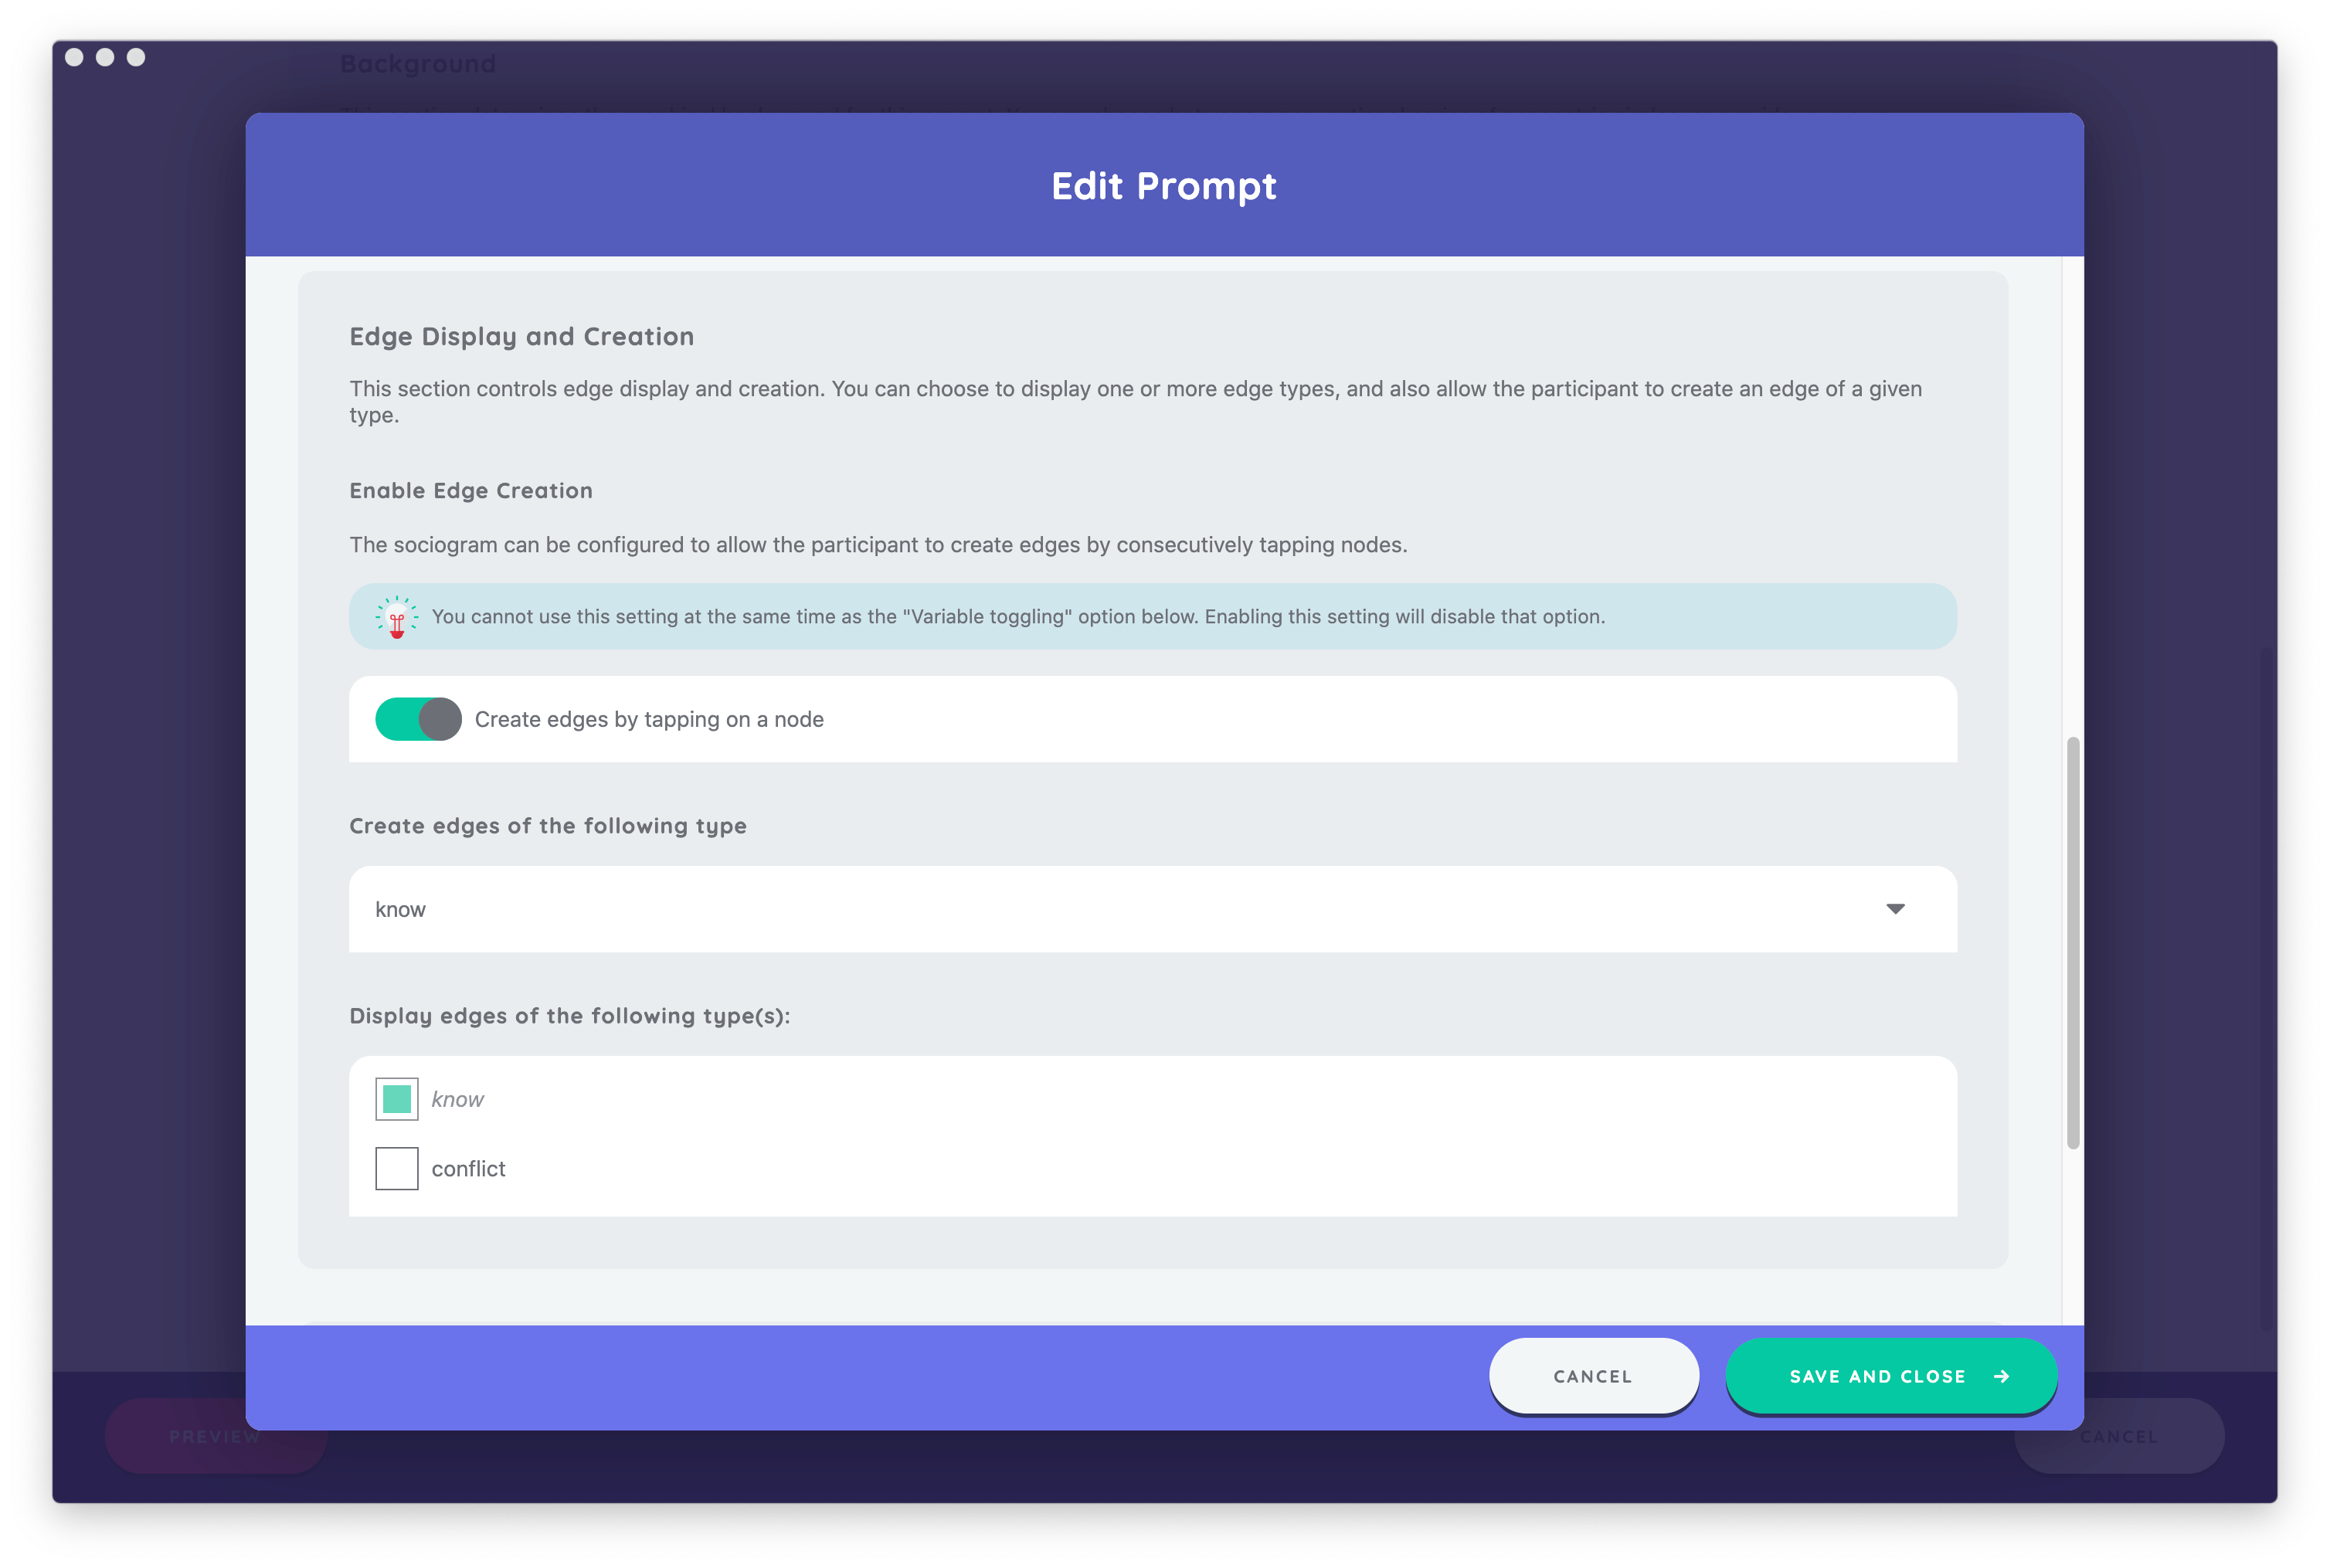 Background
Edit Prompt
Edge Display and Creation
This section controls edge display and creation. You can choose to display one or more edge types, and also allow the participant to create an edge of a given
type.
Enable Edge Creation
The sociogram can be configured to allow the participant to create edges by consecutively tapping nodes.
You cannot use this setting at the same time as the "Variable toggling" option below. Enabling this setting will disable that option.
Create edges by tapping on a node
Create edges of the following type
know
Display edges of the following type(s):
know
conflict
CANCEL
SAVE AND CLOSE
PREVIEW
CANCEL